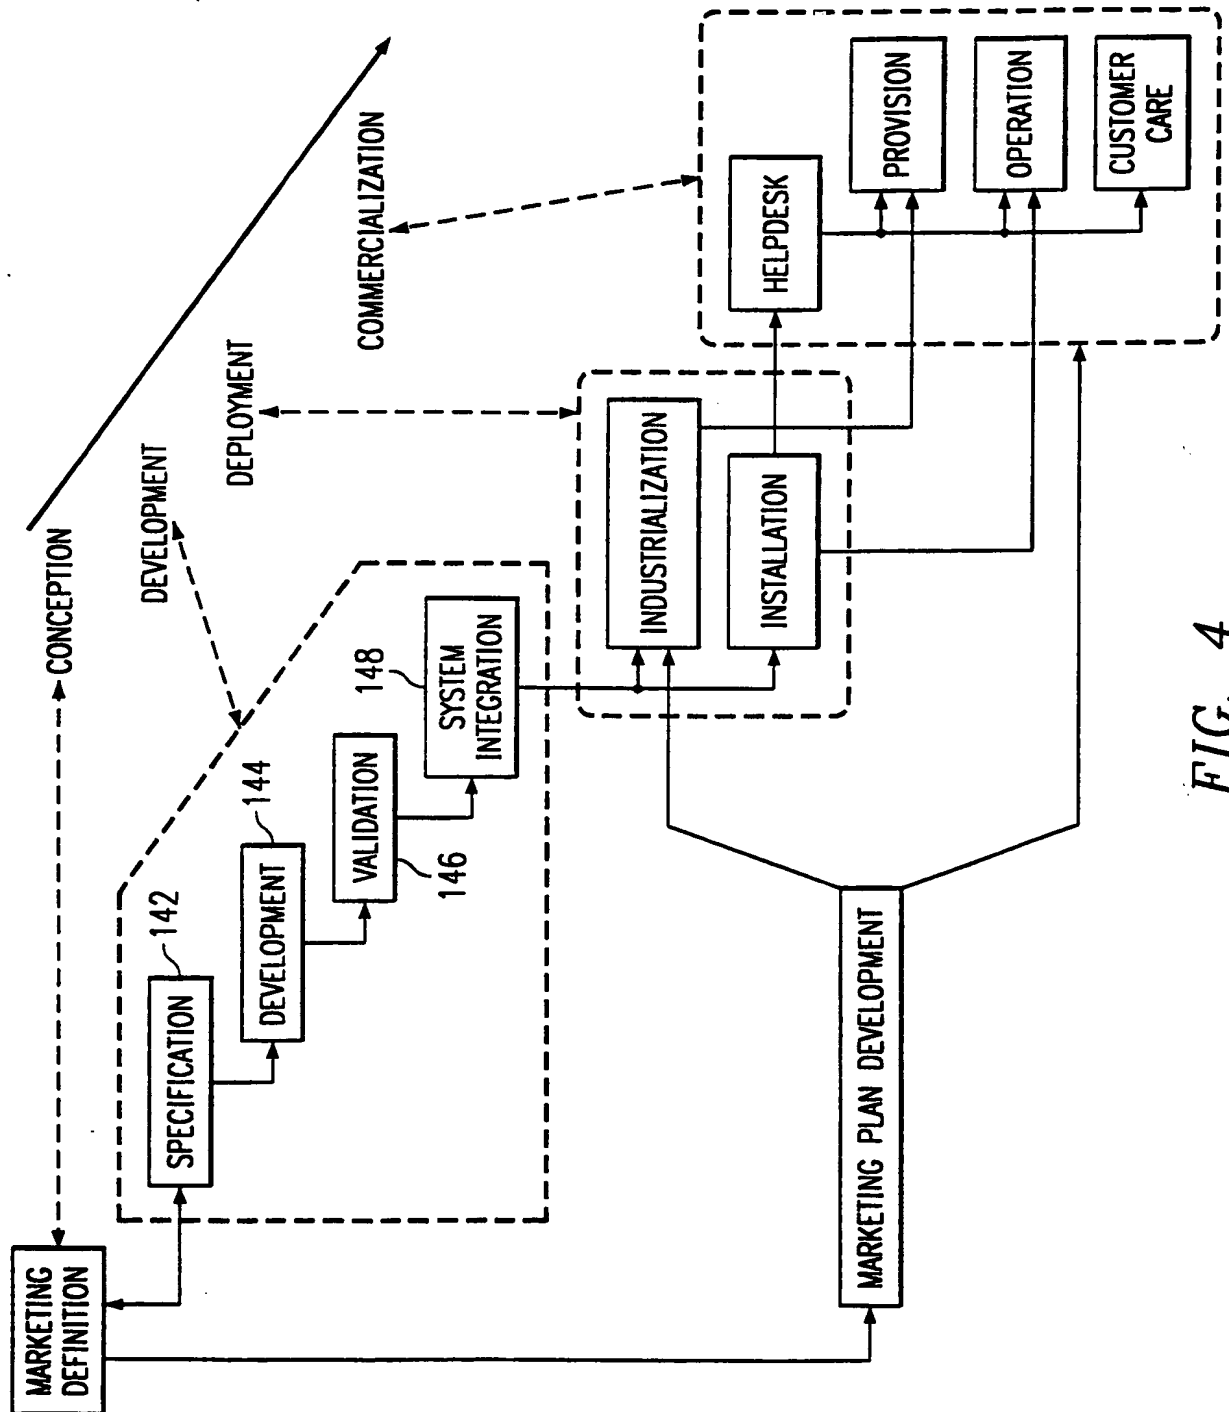 MARKETING
DEFINITION
CONCEPTION
DEVELOPMENT
DEPLOYMENT
COMMERCIALIZATION
SPECIFICATION
142
DEVELOPMENT
144
VALIDATION
146
SYSTEM
INTEGRATION
148
INDUSTRIALIZATION
INSTALLATION
HELPDESK
PROVISION
OPERATION
CUSTOMER
CARE
MARKETING PLAN DEVELOPMENT
FIG. 4